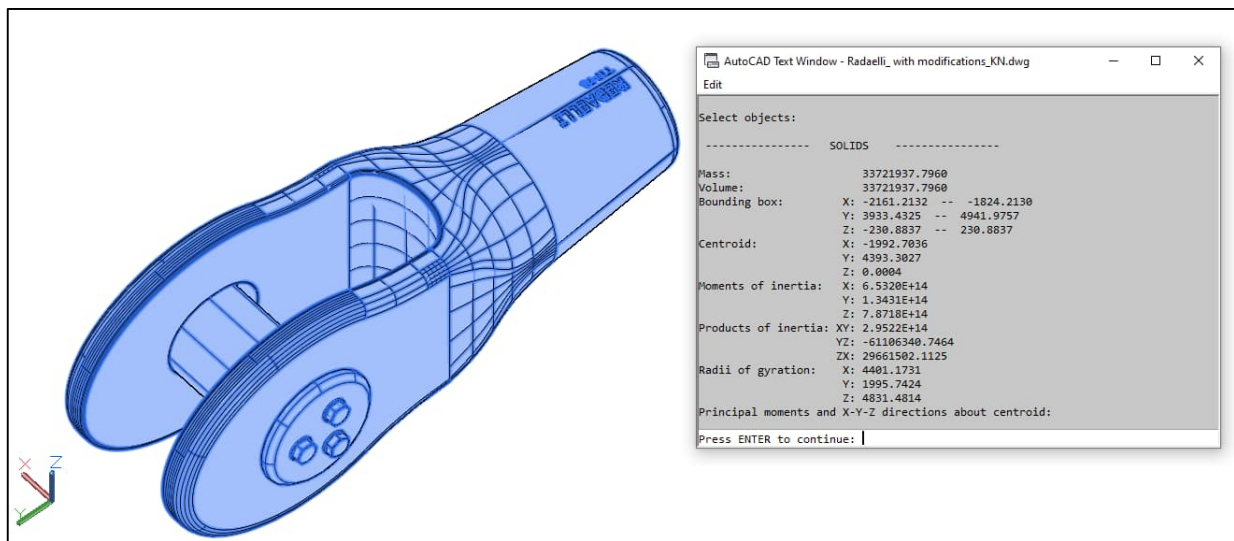 REDAELLI
AutoCAD Text Window - Radaelli_ with modifications_KN.dwg
Edit
Select objects:
---------------- SOLIDS ----------------
Mass: 33721937.7960
Volume: 33721937.7960
Bounding box: X: -2161.2132 -- -1824.2130
Y: 3933.4325 -- 4941.9757
Z: -230.8837 -- 230.8837
Centroid: X: -1992.7036
Y: 4393.3027
Z: 0.0004
Moments of inertia: X: 6.5320E+14
Y: 1.3431E+14
Z: 7.8718E+14
Products of inertia: XY: 2.9522E+14
YZ: -61106340.7464
ZX: 29661502.1125
Radii of gyration: X: 4401.1731
Y: 1995.7424
Z: 4831.4814
Principal moments and X-Y-Z directions about centroid:
Press ENTER to continue:
X
Z
Y